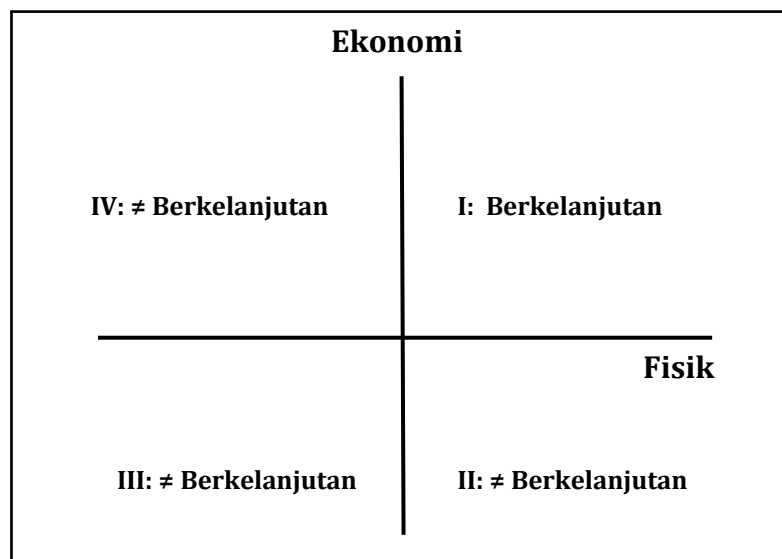 Ekonomi
IV: ≠ Berkelanjutan
I: Berkelanjutan
Fisik
III: ≠ Berkelanjutan
II: ≠ Berkelanjutan